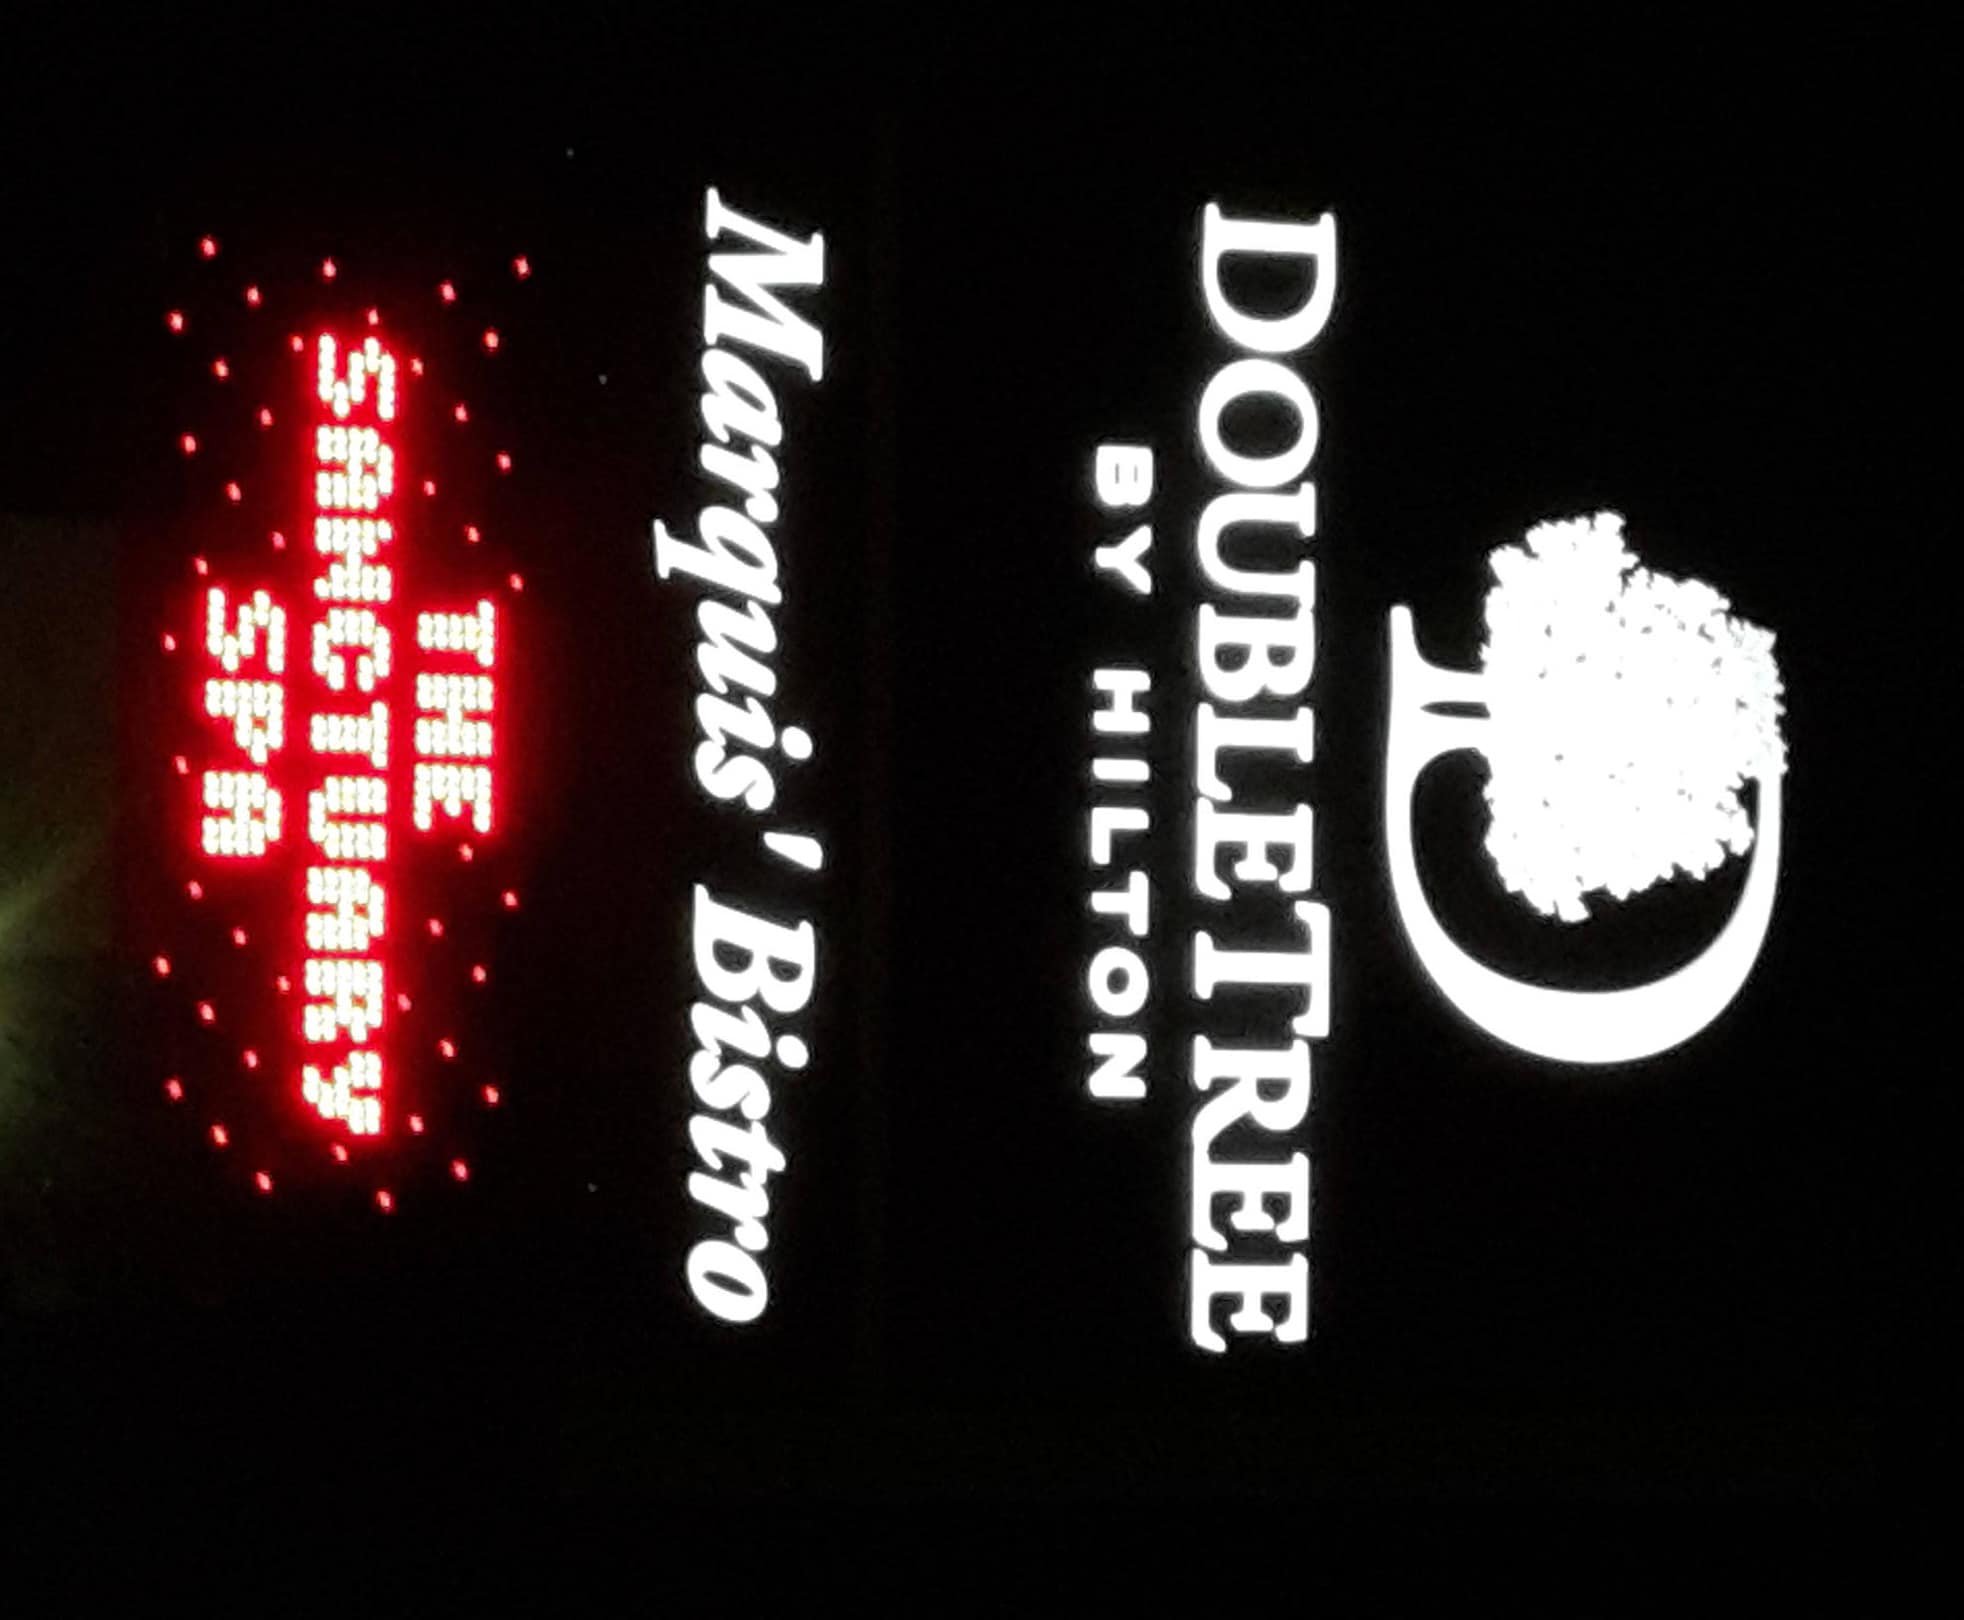 DOUBLETREE
BY HILTON
Marquis' Bistro
THE
SANCTUARY
SPA